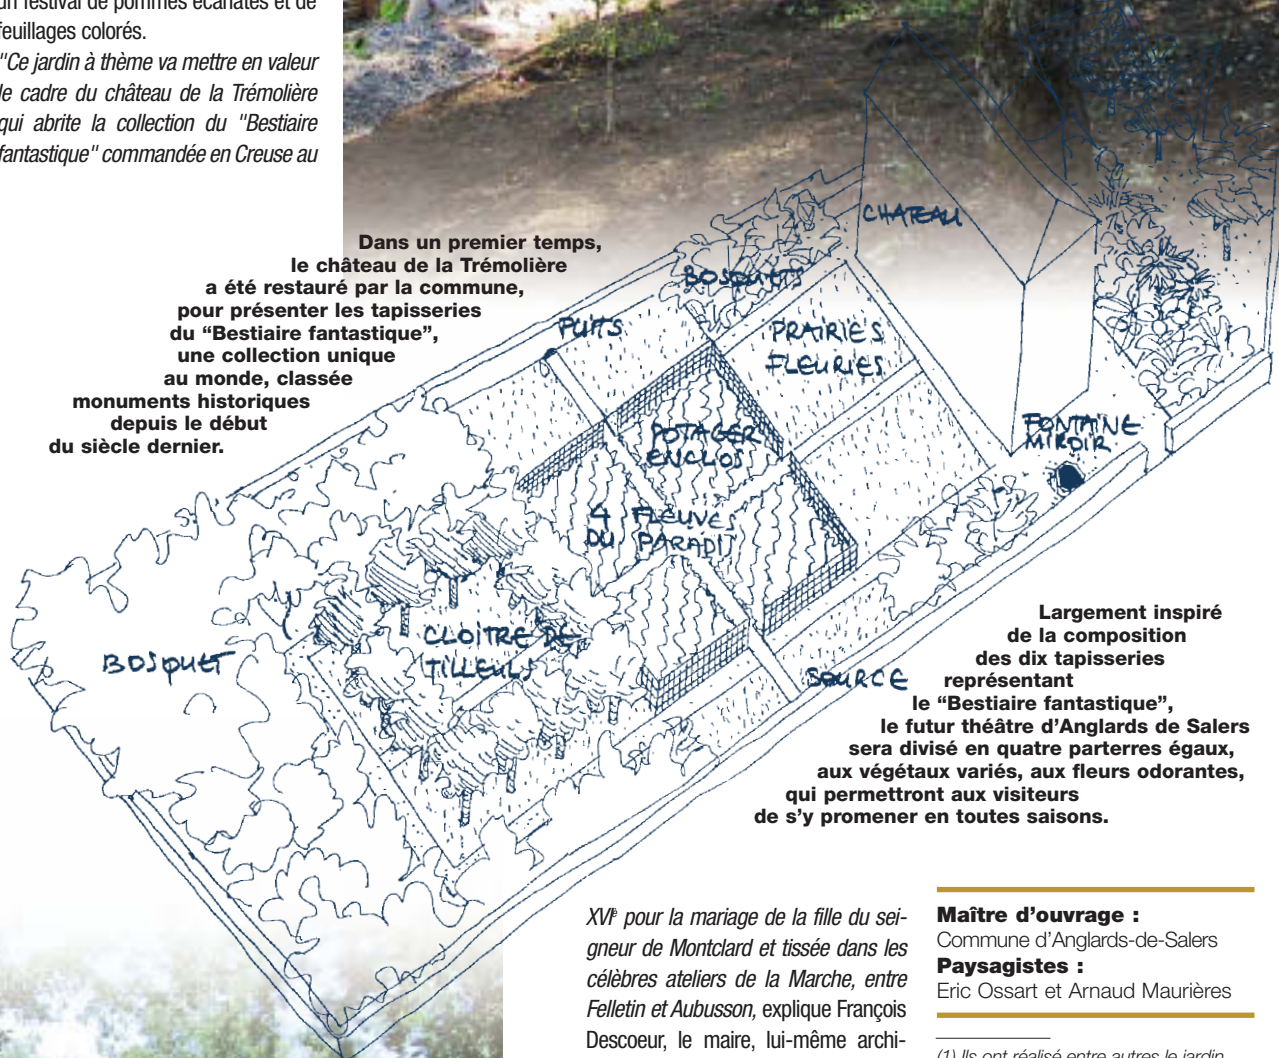 un festival de pommes écarlates et de
feuillages colorés.
"Ce jardin à thème va mettre en valeur
le cadre du château de la Trémolière
qui abrite la collection du "Bestiaire
fantastique" commandée en Creuse au
Dans un premier temps,
le château de la Trémolière
a été restauré par la commune,
pour présenter les tapisseries
du “Bestiaire fantastique”,
une collection unique
au monde, classée
monuments historiques
depuis le début
du siècle dernier.
CHATEAU
BOSQUETS
PUITS
PRAIRIES
FLEURIES
POTAGER
ENCLOS
FONTAINE
MIROIR
4 FLEUVES
DU PARADIS
CLOITRE DE
TILLEULS
BOSQUET
SOURCE
Largement inspiré
de la composition
des dix tapisseries
représentant
le “Bestiaire fantastique”,
le futur théâtre d’Anglards de Salers
sera divisé en quatre parterres égaux,
aux végétaux variés, aux fleurs odorantes,
qui permettront aux visiteurs
de s’y promener en toutes saisons.
XVIe pour la mariage de la fille du sei-
gneur de Montclard et tissée dans les
célèbres ateliers de la Marche, entre
Felletin et Aubusson, explique François
Descoeur, le maire, lui-même archi-
Maître d’ouvrage :
Commune d’Anglards-de-Salers
Paysagistes :
Eric Ossart et Arnaud Maurières
(1) Ils ont réalisé entre autres le jardin